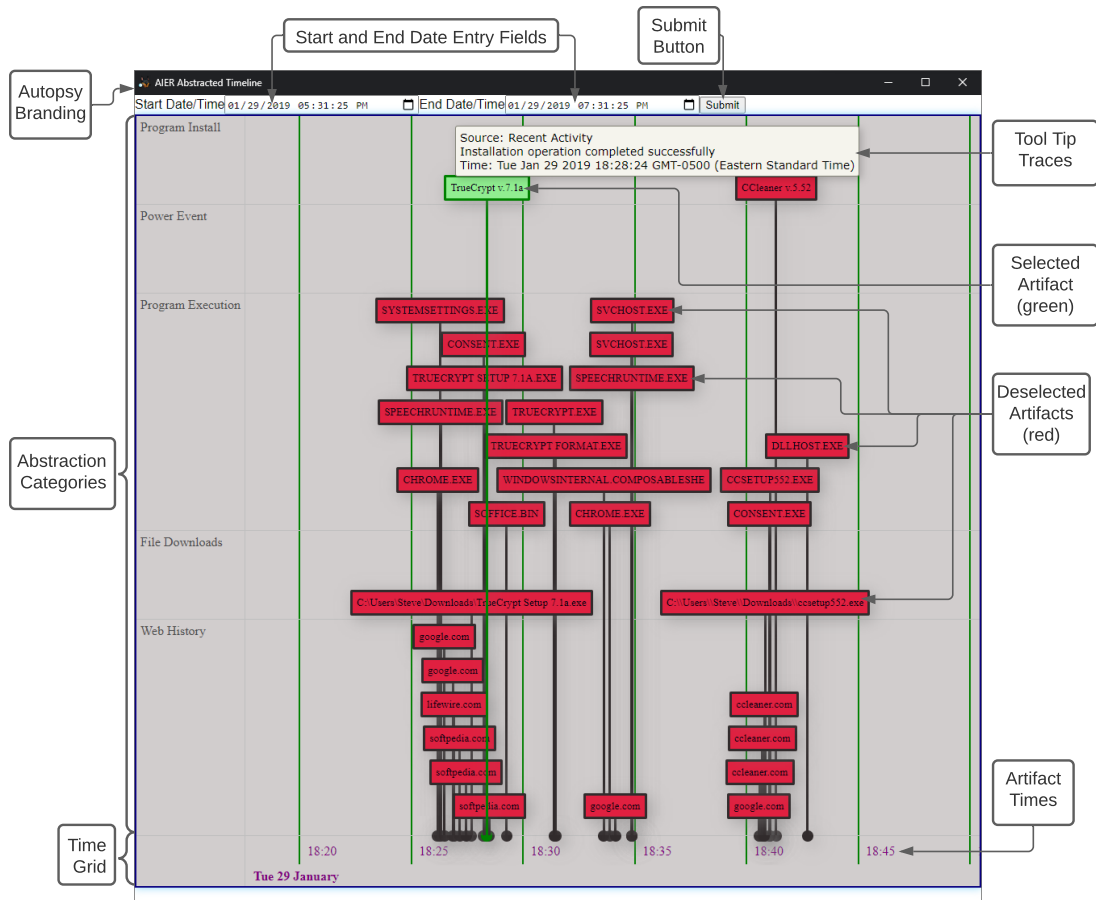 Start and End Date Entry Fields
Submit
Button
Autopsy
Branding
AIER Abstracted Timeline
Start Date/Time 01/29/2019 05:31:25 PM End Date/Time 01/29/2019 07:31:25 PM Submit
Program Install
Source: Recent Activity
Installation operation completed successfully
Time: Tue Jan 29 2019 18:28:24 GMT-0500 (Eastern Standard Time)
Tool Tip
Traces
TrueCrypt v.7.1a
CCleaner v.5.52
Power Event
Selected
Artifact
(green)
Program Execution
SYSTEMSETTINGS.EXE
SVCHOST.EXE
CONSENT.EXE
SVCHOST.EXE
TRUECRYPT SETUP 7.1A.EXE
SPEECHRUNTIME.EXE
Deselected
Artifacts
(red)
SPEECHRUNTIME.EXE
TRUECRYPT.EXE
TRUECRYPT FORMAT.EXE
DLLHOST.EXE
Abstraction
Categories
CHROME.EXE
WINDOWSINTERNAL.COMPOSABLESHE
CCSETUP552.EXE
SOFFICE.BIN
CHROME.EXE
CONSENT.EXE
File Downloads
C:\Users\Steve\Downloads\TrueCrypt Setup 7.1a.exe
C:\\Users\\Steve\\Downloads\\ccsetup552.exe
Web History
google.com
google.com
lifewire.com
ccleaner.com
softpedia.com
ccleaner.com
softpedia.com
ccleaner.com
softpedia.com
google.com
google.com
Artifact
Times
Time
Grid
18:20
18:25
18:30
18:35
18:40
18:45
Tue 29 January